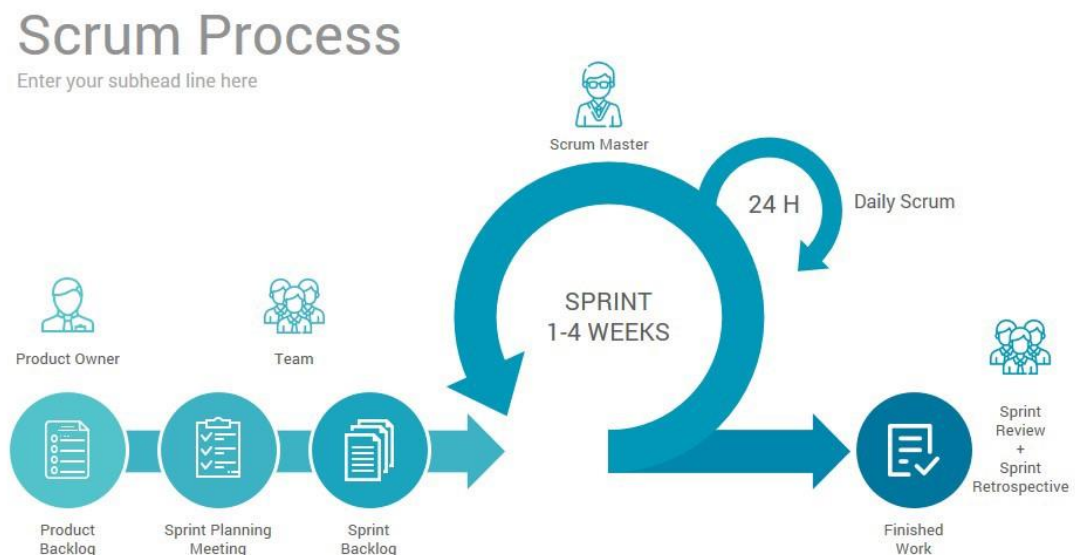 Scrum Process
Enter your subhead line here
Scrum Master
24 H
Daily Scrum
SPRINT
1-4 WEEKS
Product Owner
Team
Sprint
Review
+
Sprint
Retrospective
Product
Backlog
Sprint Planning
Meeting
Sprint
Backlog
Finished
Work